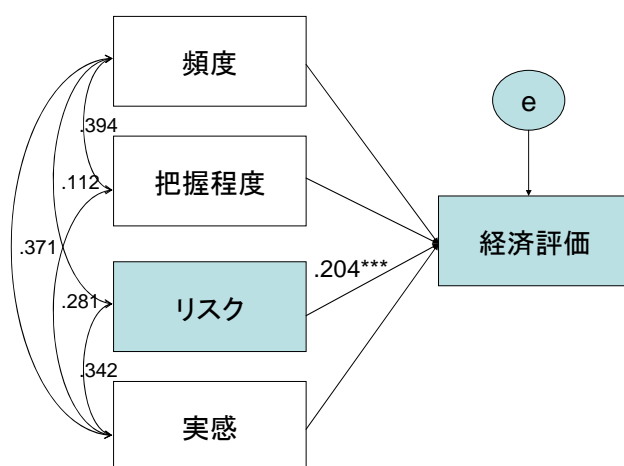 頻度
e
.394
把握程度
.112
経済評価
.371
.204***
.281
リスク
.342
実感